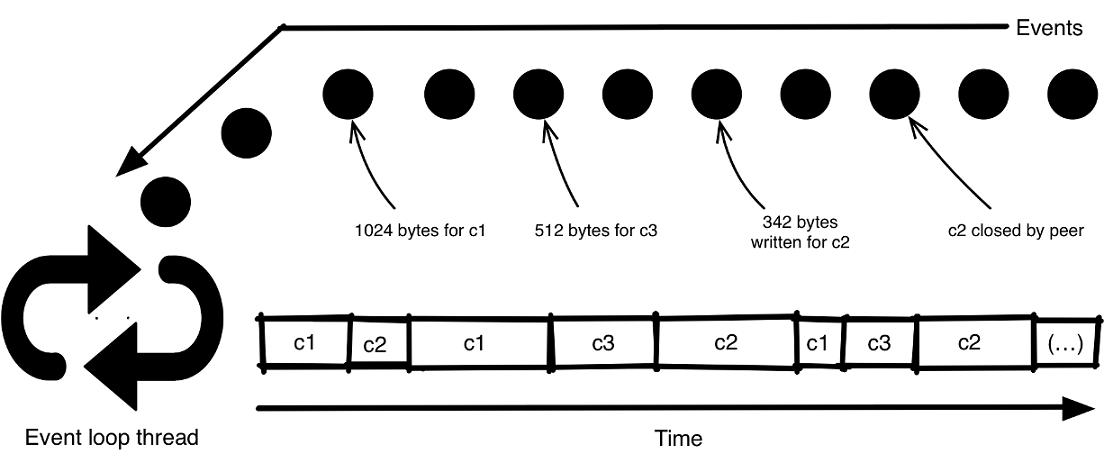 Events
1024 bytes for c1
512 bytes for c3
342 bytes
written for c2
c2 closed by peer
c1 c2 c1 c3 c2 c1 c3 c2 (...)
Event loop thread
Time